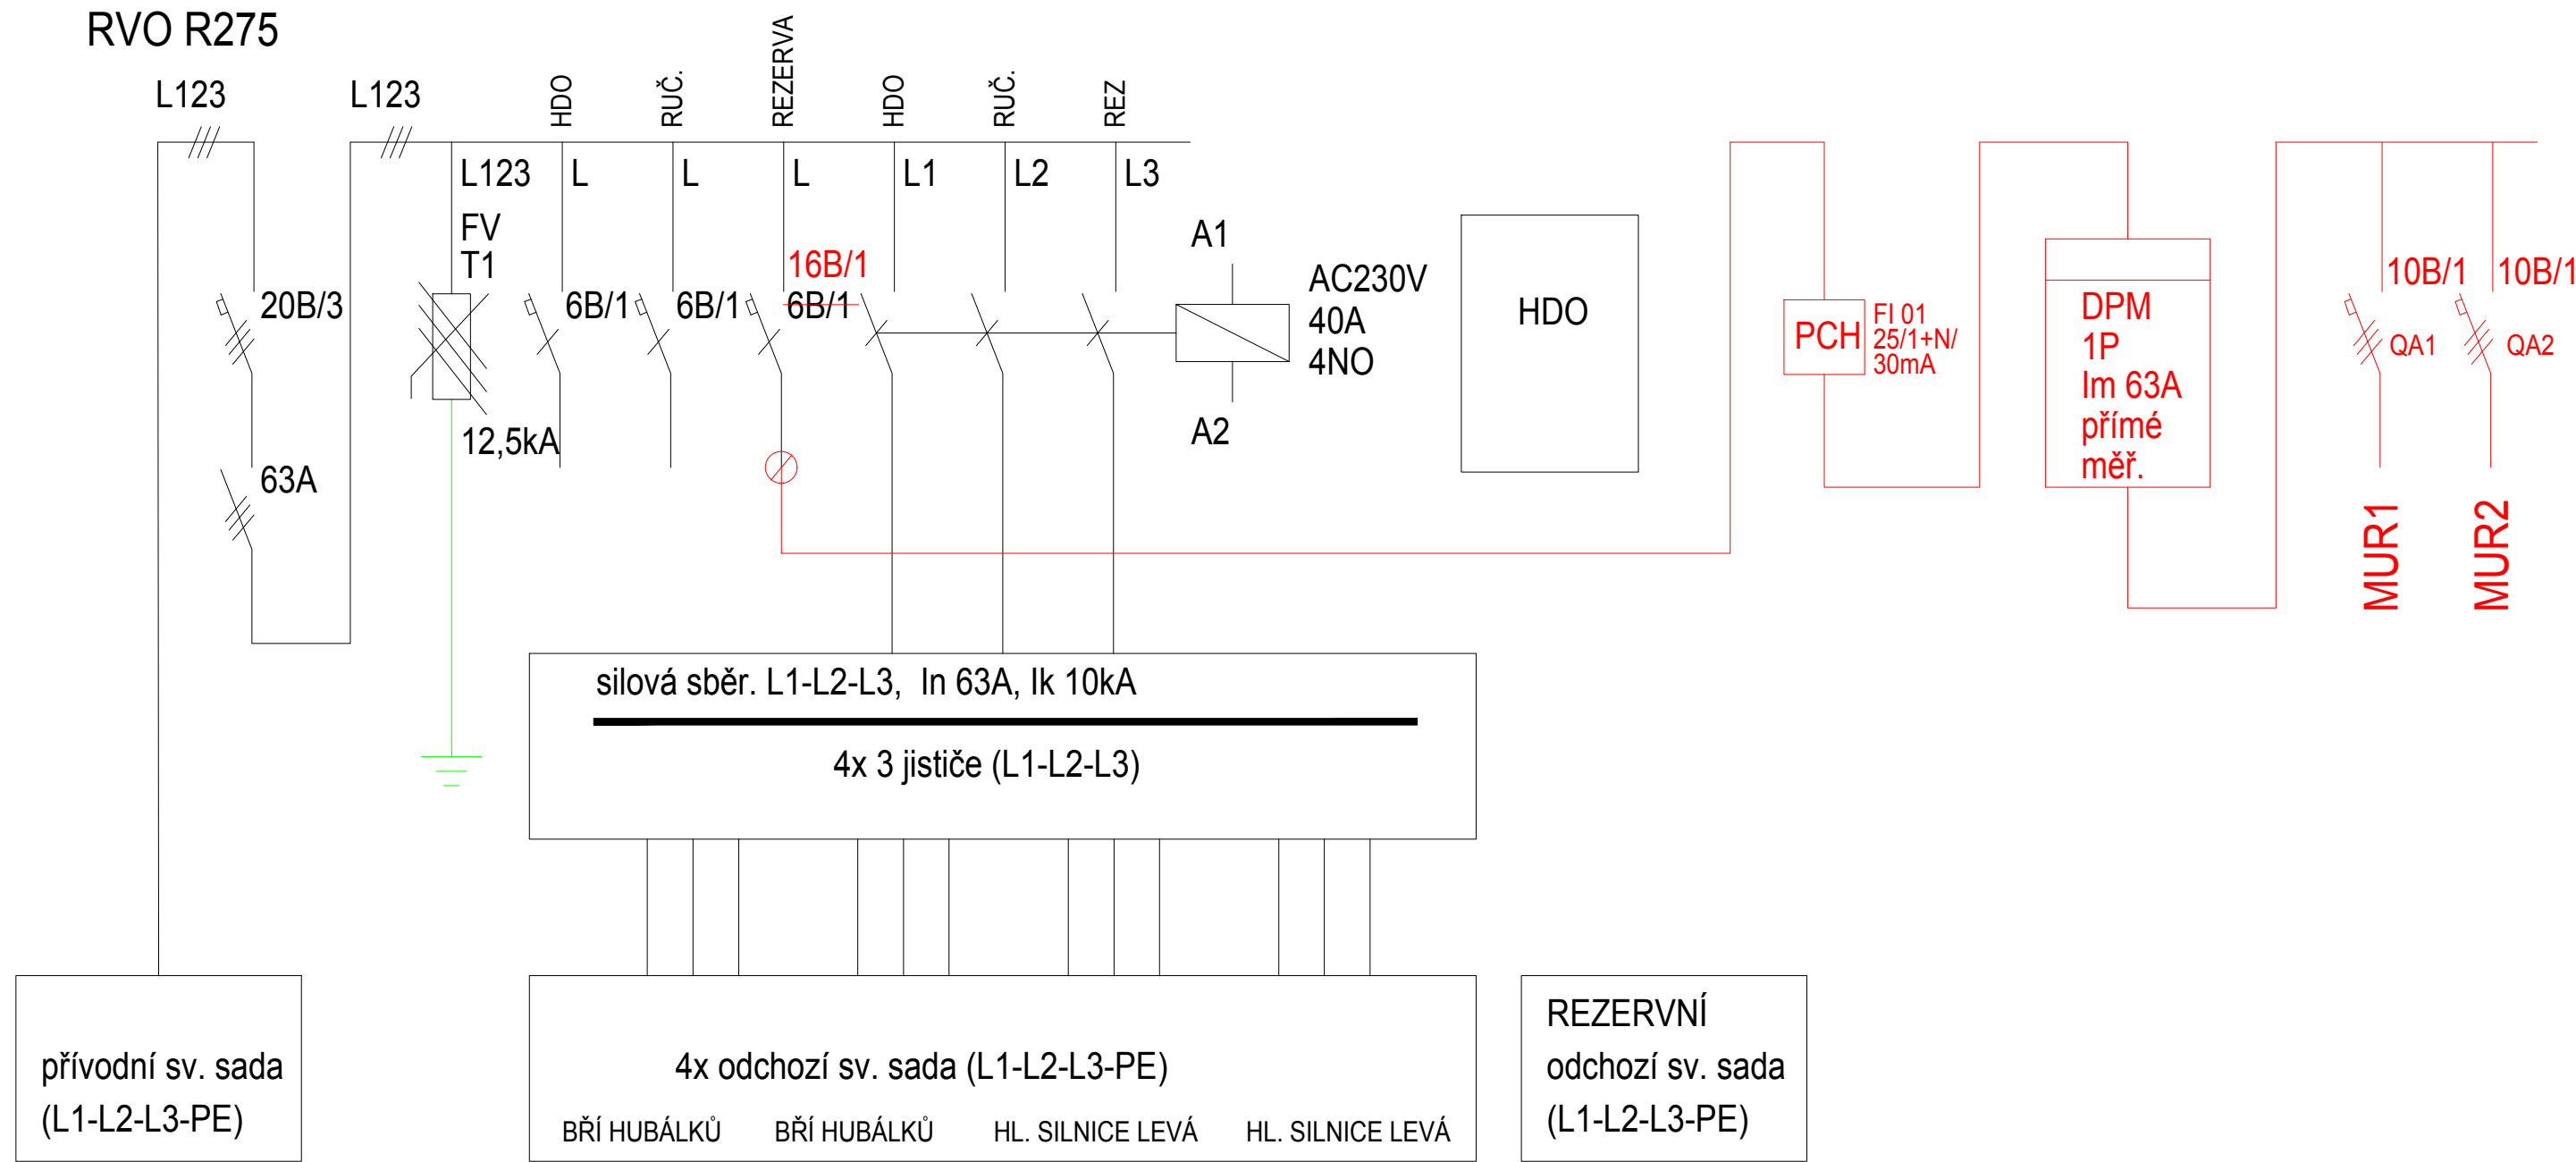 RVO R275
L123
L123
HDO
RUČ.
REZERVA
HDO
RUČ.
REZ
L123
L
L
L
L1
L2
L3
FV
T1
12,5kA
20B/3
63A
6B/1
6B/1
16B/1
6B/1
A1
A2
AC230V
40A
4NO
HDO
PCH
FI 01
25/1+N/
30mA
DPM
1P
Im 63A
přímé
měř.
10B/1
10B/1
QA1
QA2
MUR1
MUR2
silová sběr. L1-L2-L3, In 63A, Ik 10kA
4x 3 jističe (L1-L2-L3)
přívodní sv. sada
(L1-L2-L3-PE)
4x odchozí sv. sada (L1-L2-L3-PE)
BŘÍ HUBÁLKŮ
BŘÍ HUBÁLKŮ
HL. SILNICE LEVÁ
HL. SILNICE LEVÁ
REZERVNÍ
odchozí sv. sada
(L1-L2-L3-PE)